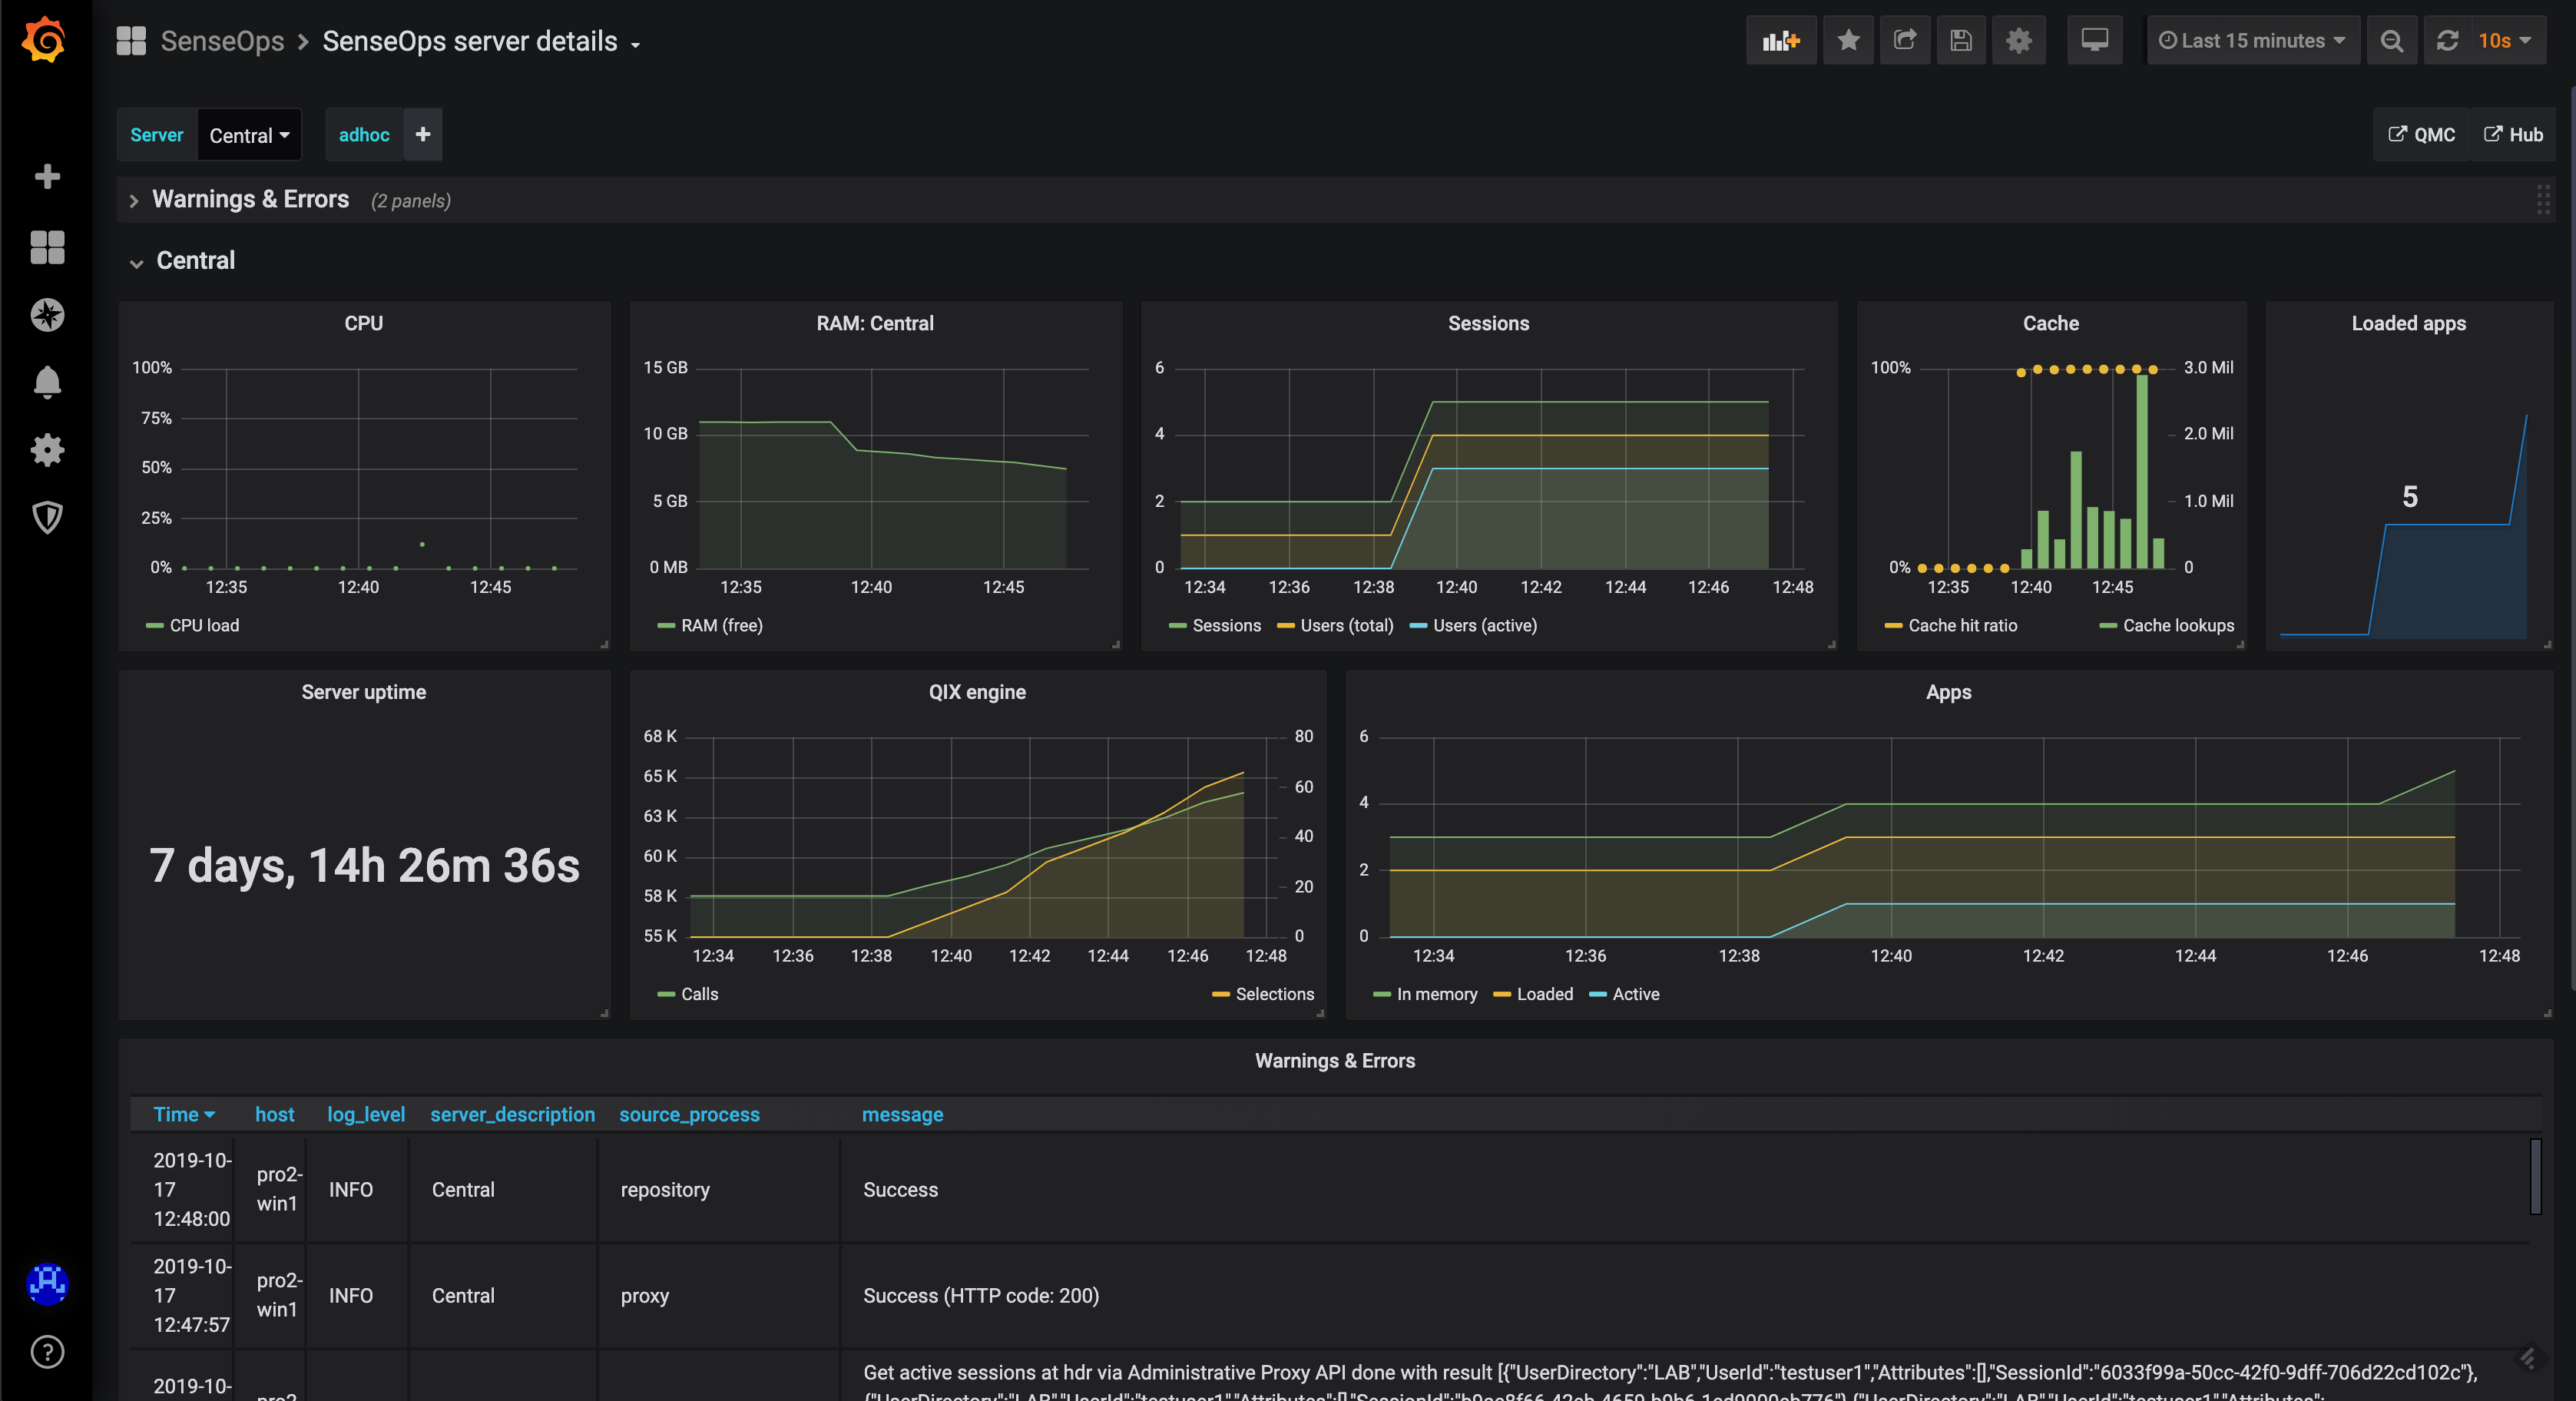 SenseOps > SenseOps server details
Last 15 minutes
10s
Server Central
adhoc +
QMC
Hub
Warnings & Errors (2 panels)
Central
CPU
100%
75%
50%
25%
0%
12:35 12:40 12:45
CPU load
RAM: Central
15 GB
10 GB
5 GB
0 MB
12:35 12:40 12:45
RAM (free)
Sessions
6
4
2
0
12:34 12:36 12:38 12:40 12:42 12:44 12:46 12:48
Sessions Users (total) Users (active)
Cache
100% 3.0 Mil
2.0 Mil
1.0 Mil
0% 0
12:35 12:40 12:45
Cache hit ratio Cache lookups
Loaded apps
5
Server uptime
7 days, 14h 26m 36s
QIX engine
68 K 80
65 K
60
63 K
40
60 K
20
58 K
55 K 0
12:34 12:36 12:38 12:40 12:42 12:44 12:46 12:48
Calls Selections
Apps
6
4
2
0
12:34 12:36 12:38 12:40 12:42 12:44 12:46 12:48
In memory Loaded Active
Warnings & Errors
Time host log_level server_description source_process message
2019-10-
17
12:48:00
pro2-
win1
INFO Central repository Success
2019-10-
17
12:47:57
pro2-
win1
INFO Central proxy Success (HTTP code: 200)
2019-10-
Get active sessions at hdr via Administrative Proxy API done with result [{"UserDirectory":"LAB","UserId":"testuser1","Attributes":[],"SessionId":"6033f99a-50cc-42f0-9dff-706d22cd102c"},